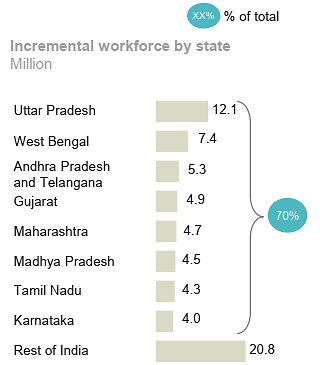 XX% % of total
Incremental workforce by state
Million
Uttar Pradesh 12.1
West Bengal 7.4
Andhra Pradesh
and Telangana 5.3
Gujarat 4.9
Maharashtra 4.7
70%
Madhya Pradesh 4.5
Tamil Nadu 4.3
Karnataka 4.0
Rest of India 20.8